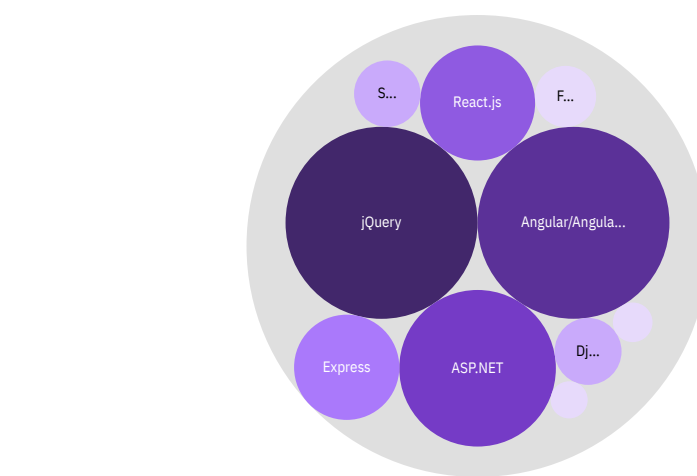 S...
React.js
F...
jQuery
Angular/Angula...
Dj...
Express
ASP.NET